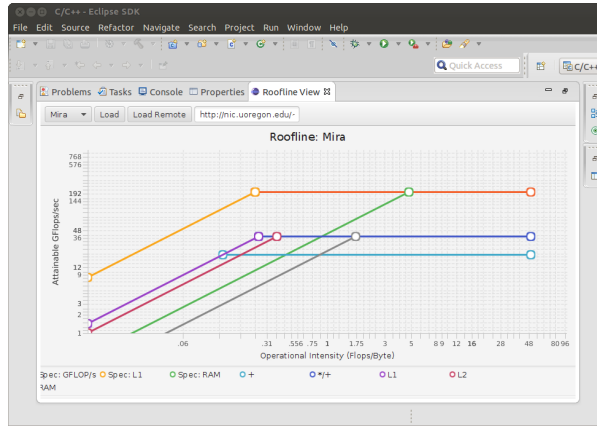 C/C++ - Eclipse SDK
File Edit Source Refactor Navigate Search Project Run Window Help
Quick Access
C/C++
Problems Tasks Console Properties Roofline View
Mira Load Load Remote http://nic.uoregon.edu/~
Roofline: Mira
768
576
192
144
48
36
12
9
3
2
1
Attainable GFlops/sec
.06 .31 .556 .75 1 1.75 3 5 8 9 12 16 28 48 80 96
Operational Intensity (Flops/Byte)
Spec: GFLOP/s Spec: L1 Spec: RAM + */+ L1 L2
RAM